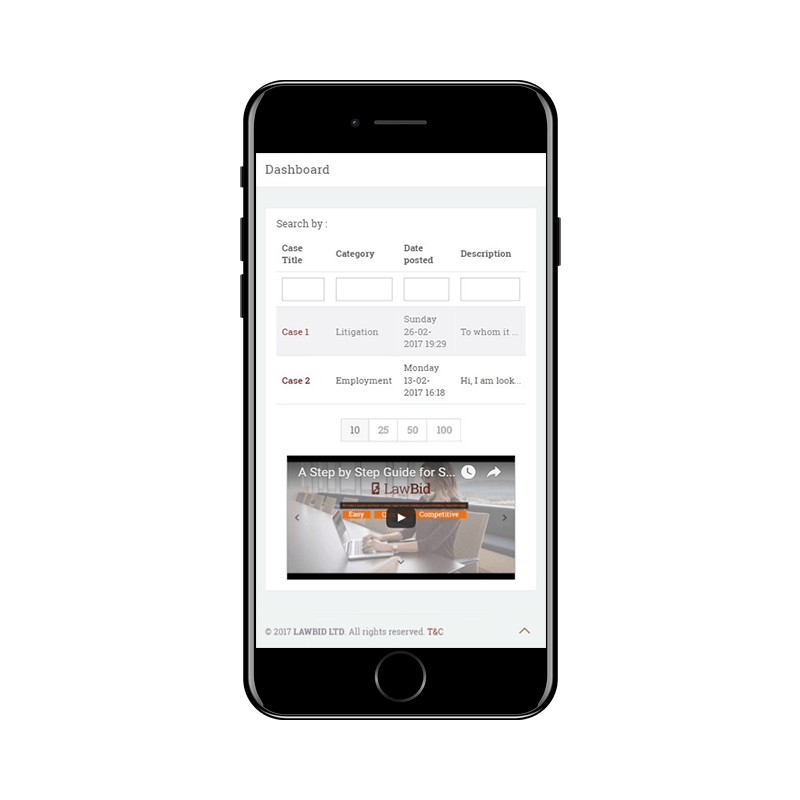 Dashboard
Search by :
Case Title
Category
Date posted
Description
Case 1
Litigation
Sunday 26-02-2017 19:29
To whom it ...
Case 2
Employment
Monday 13-02-2017 16:18
Hi, I am look...
10 25 50 100
A Step by Step Guide for S...
LawBid
Easy
Competitive
© 2017 LAWBID LTD. All rights reserved. T&C